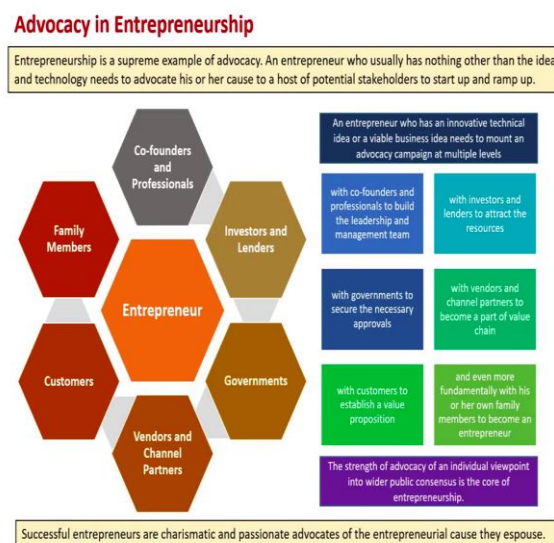 Advocacy in Entrepreneurship
Entrepreneurship is a supreme example of advocacy. An entrepreneur who usually has nothing other than the idea
and technology needs to advocate his or her cause to a host of potential stakeholders to start up and ramp up.
Co-founders
and
Professionals
Family
Members
Investors and
Lenders
Entrepreneur
Customers
Governments
Vendors and
Channel
Partners
An entrepreneur who has an innovative technical
idea or a viable business idea needs to mount an
advocacy campaign at multiple levels
with co-founders and
professionals to build
the leadership and
management team
with investors and
lenders to attract the
resources
with governments to
secure the necessary
approvals
with vendors and
channel partners to
become a part of value
chain
with customers to
establish a value
proposition
and even more
fundamentally with his
or her own family
members to become an
entrepreneur
The strength of advocacy of an individual viewpoint
into wider public consensus is the core of
entrepreneurship.
Successful entrepreneurs are charismatic and passionate advocates of the entrepreneurial cause they espouse.